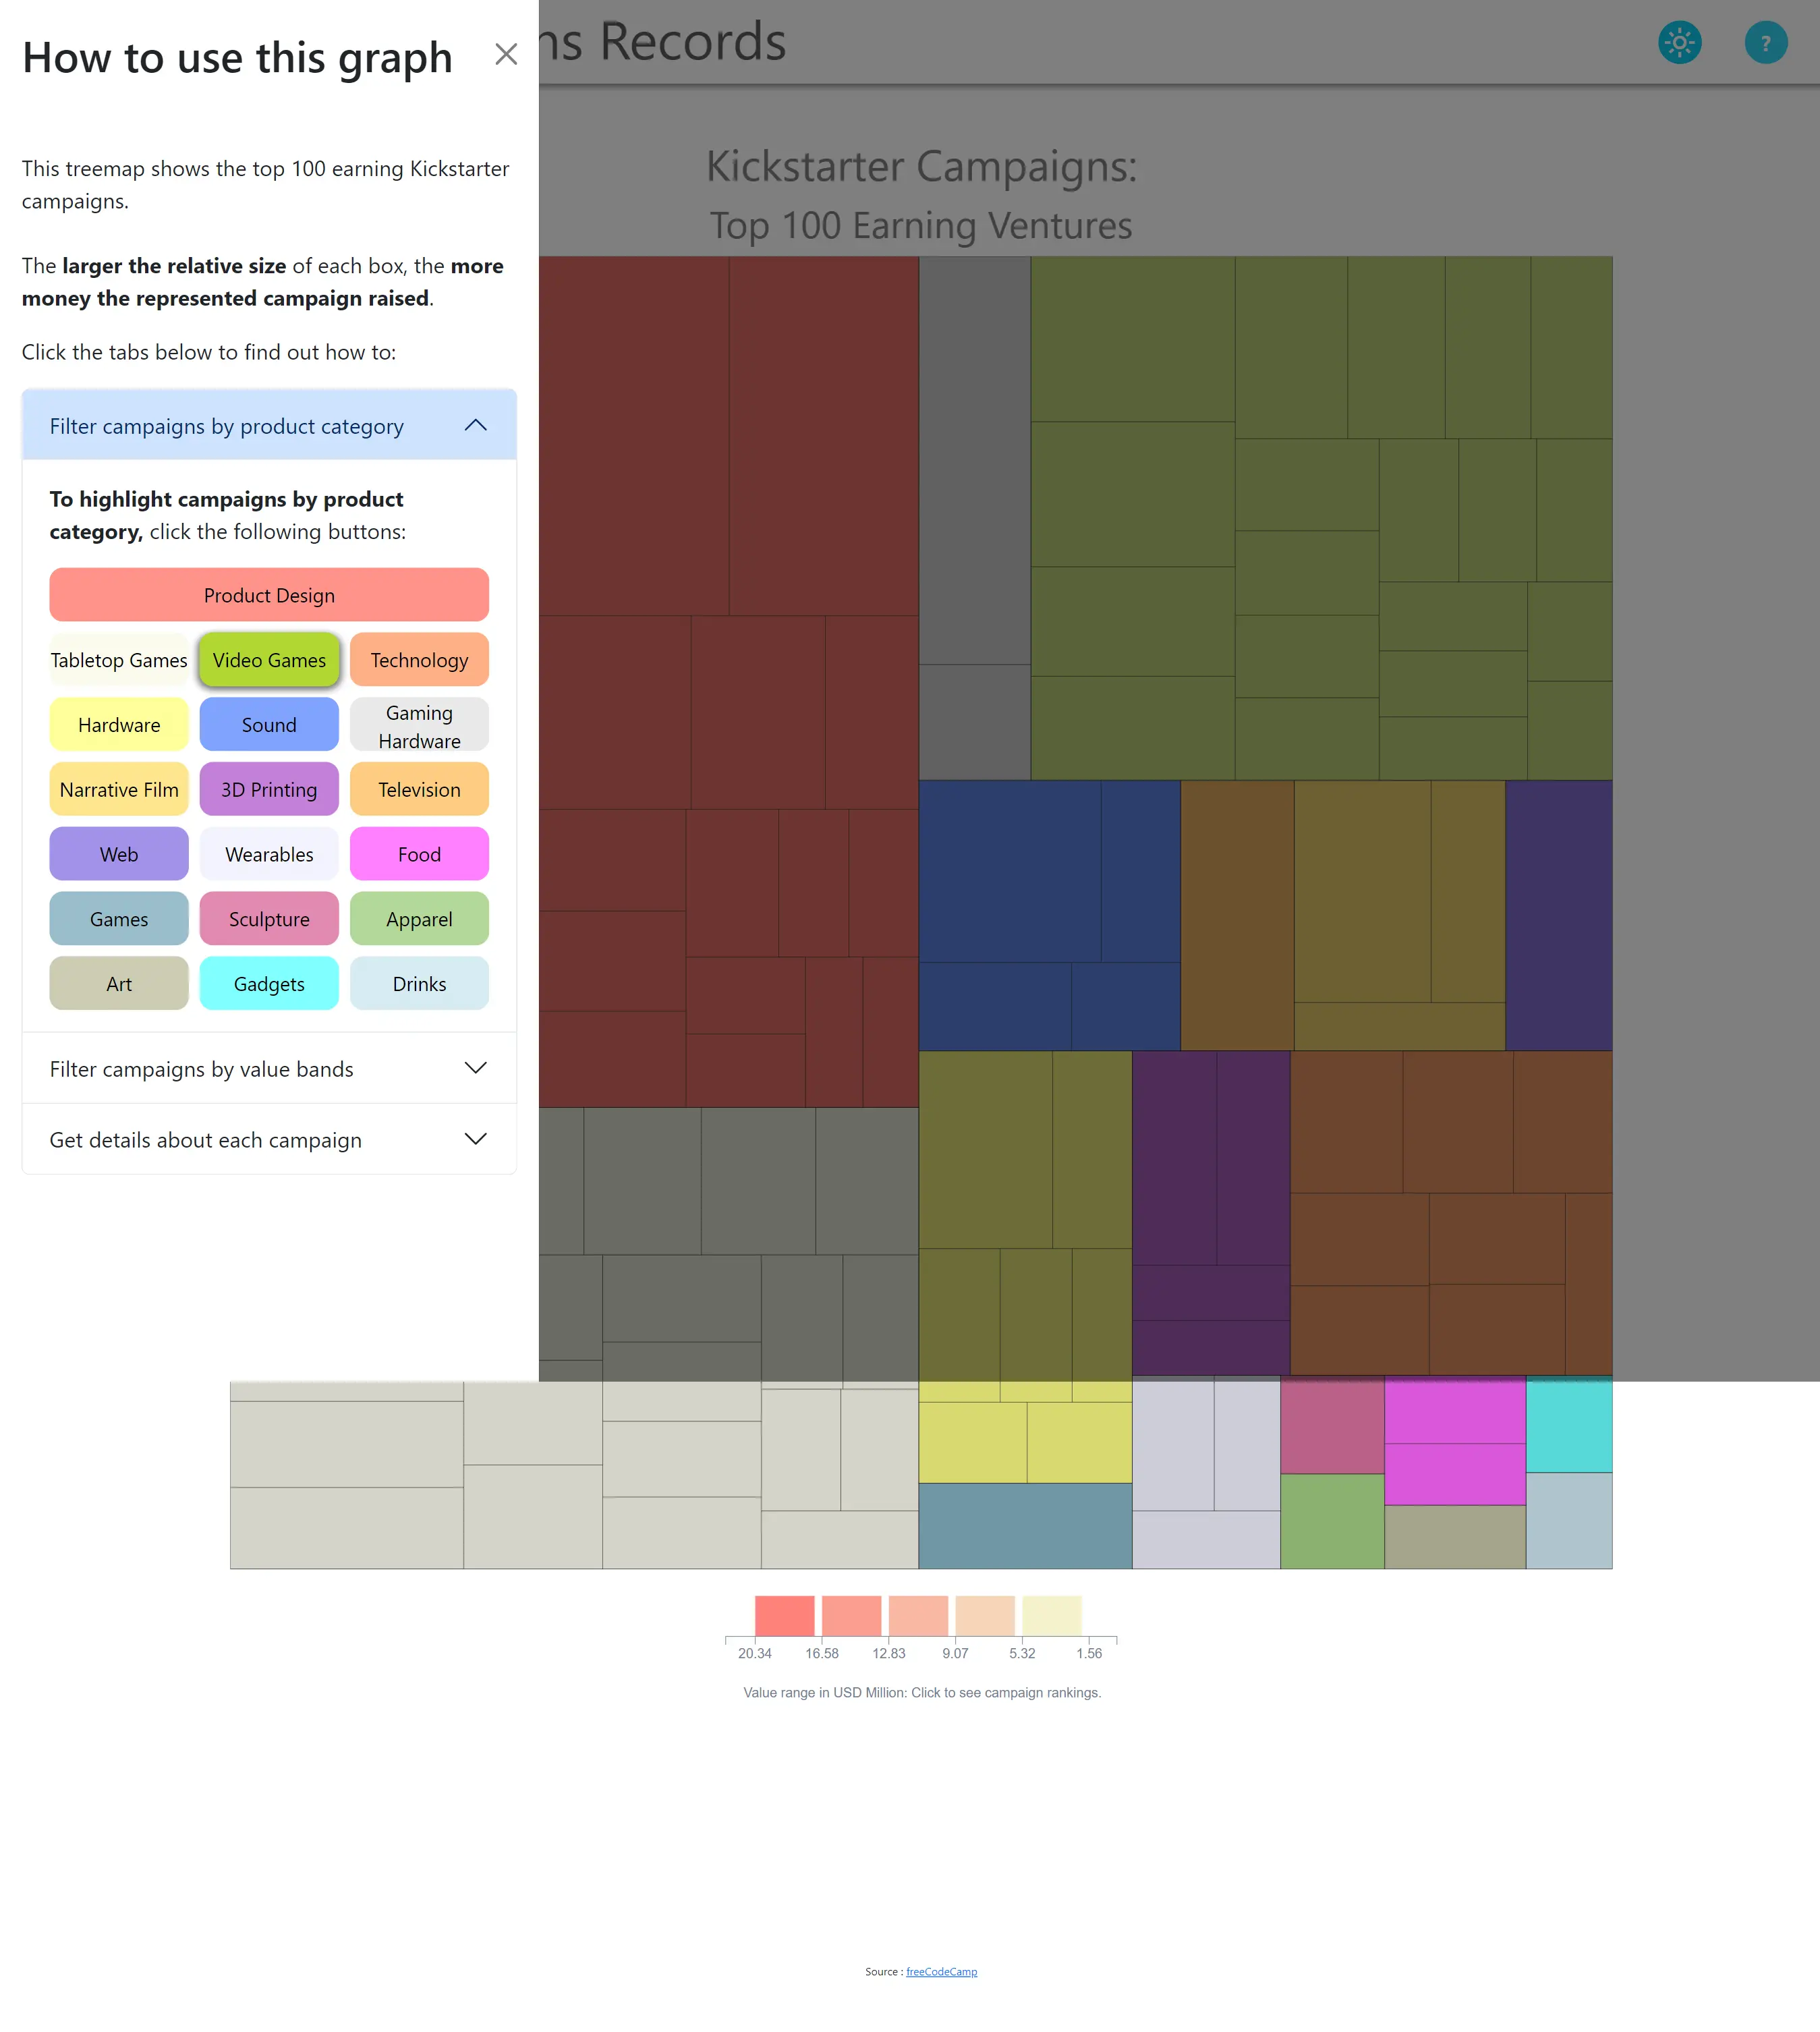 How to use this graph
ns Records
?
This treemap shows the top 100 earning Kickstarter
campaigns.
The larger the relative size of each box, the more
money the represented campaign raised.
Click the tabs below to find out how to:
Filter campaigns by product category
To highlight campaigns by product
category, click the following buttons:
Product Design
Tabletop Games
Video Games
Technology
Hardware
Sound
Gaming
Hardware
Narrative Film
3D Printing
Television
Web
Wearables
Food
Games
Sculpture
Apparel
Art
Gadgets
Drinks
Filter campaigns by value bands
Get details about each campaign
Kickstarter Campaigns:
Top 100 Earning Ventures
20.34
16.58
12.83
9.07
5.32
1.56
Value range in USD Million: Click to see campaign rankings.
Source : freeCodeCamp